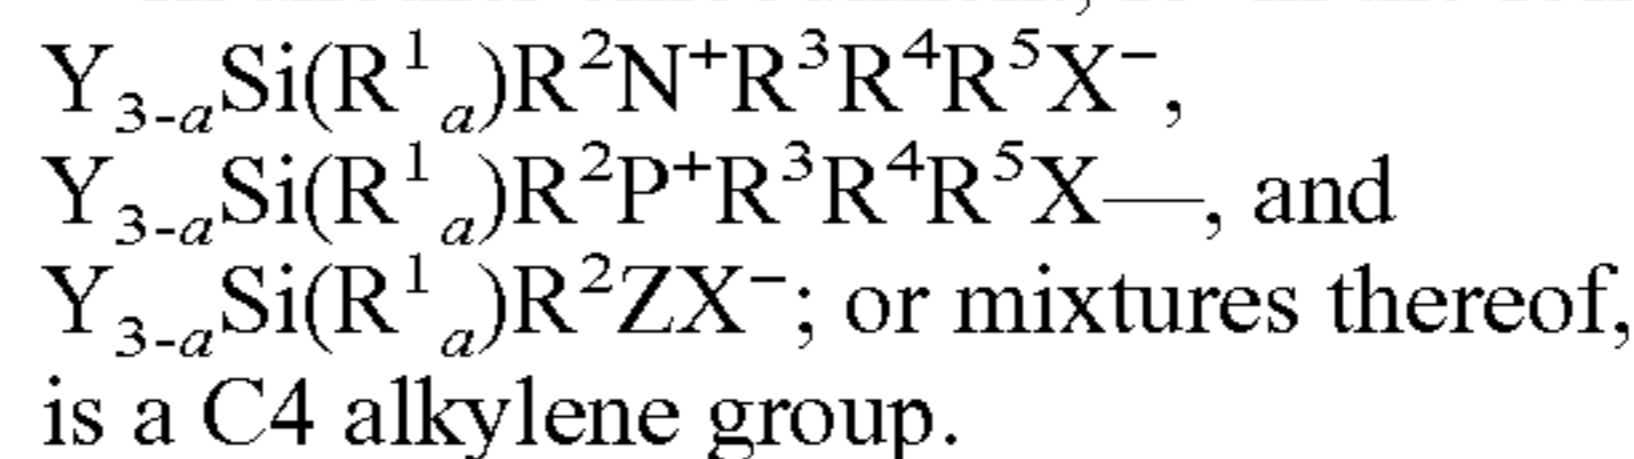 Y₃₋ₐSi(R¹ₐ)R²N⁺R³R⁴R⁵X⁻,
Y₃₋ₐSi(R¹ₐ)R²P⁺R³R⁴R⁵X—, and
Y₃₋ₐSi(R¹ₐ)R²ZX⁻; or mixtures thereof,
is a C4 alkylene group.